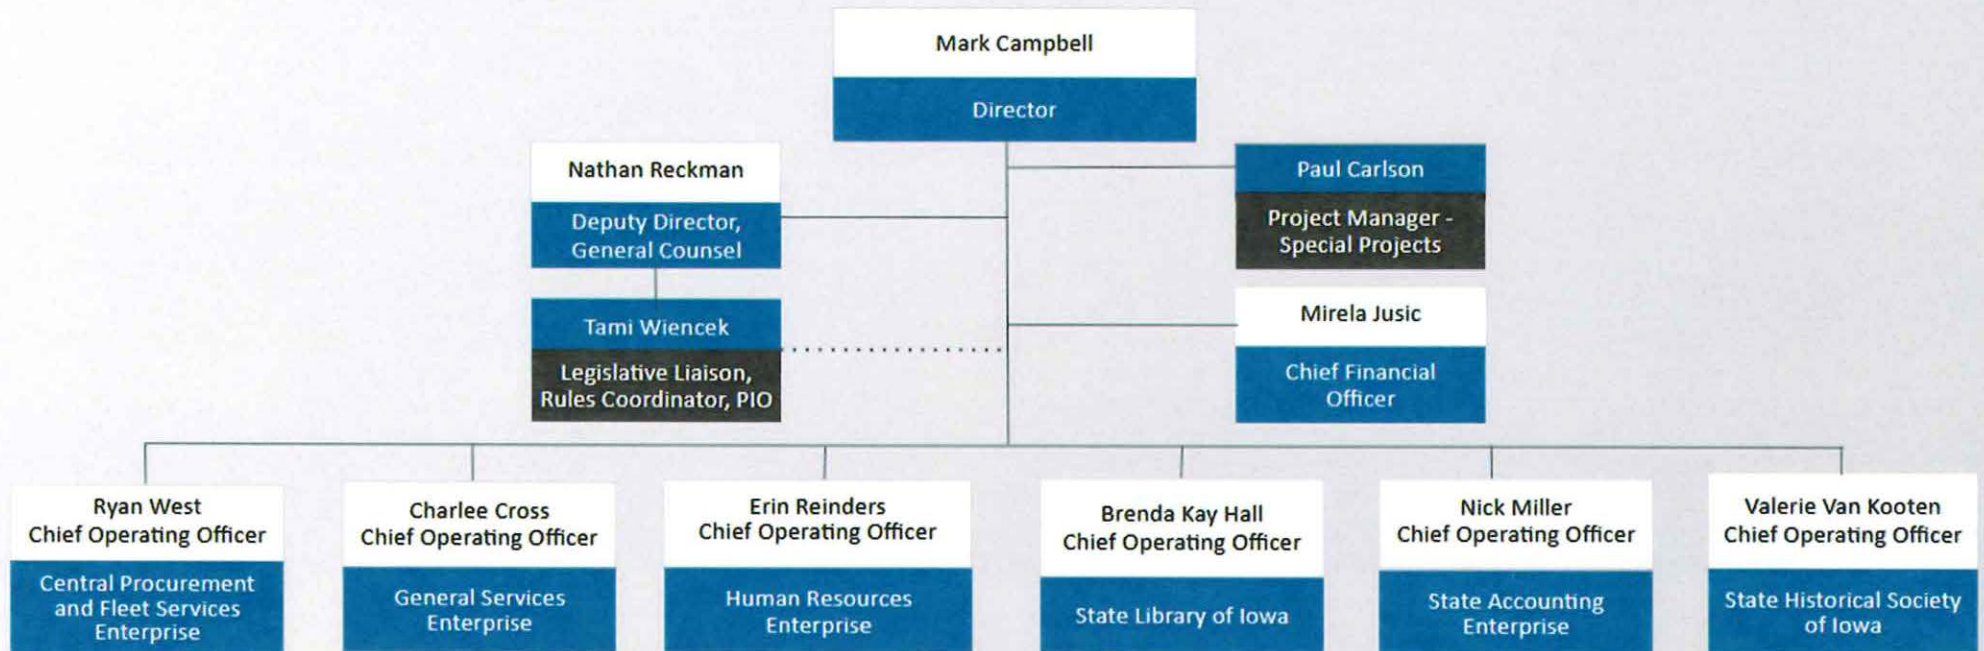 Mark Campbell
Director
Nathan Reckman
Deputy Director,
General Counsel
Paul Carlson
Project Manager -
Special Projects
Tami Wiencek
Legislative Liaison,
Rules Coordinator, PIO
Mirela Jusic
Chief Financial
Officer
Ryan West
Chief Operating Officer
Central Procurement
and Fleet Services
Enterprise
Charlee Cross
Chief Operating Officer
General Services
Enterprise
Erin Reinders
Chief Operating Officer
Human Resources
Enterprise
Brenda Kay Hall
Chief Operating Officer
State Library of Iowa
Nick Miller
Chief Operating Officer
State Accounting
Enterprise
Valerie Van Kooten
Chief Operating Officer
State Historical Society
of Iowa